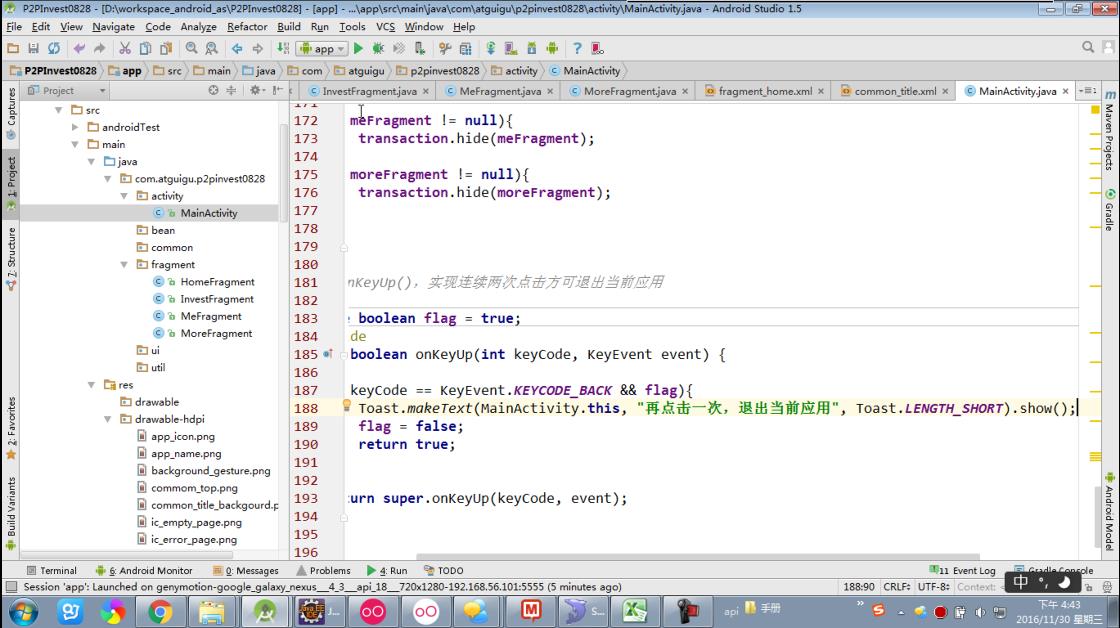 P2PInvest0828 - [D:\workspace_android_as\P2PInvest0828] - [app] - ...\app\src\main\java\com\atguigu\p2pinvest0828\activity\MainActivity.java - Android Studio 1.5
File Edit View Navigate Code Analyze Refactor Build Run Tools VCS Window Help
app
P2PInvest0828 app src main java com atguigu p2pinvest0828 activity MainActivity
Project
InvestFragment.java MeFragment.java MoreFragment.java fragment_home.xml common_title.xml MainActivity.java
Captures
1: Project
7: Structure
2: Favorites
Build Variants
src
androidTest
main
java
com.atguigu.p2pinvest0828
activity
MainActivity
bean
common
fragment
HomeFragment
InvestFragment
MeFragment
MoreFragment
ui
util
res
drawable
drawable-hdpi
app_icon.png
app_name.png
background_gesture.png
commom_top.png
common_title_backgourd.p
ic_empty_page.png
ic_error_page.png
171
172 meFragment != null){
173 transaction.hide(meFragment);
174
175 moreFragment != null){
176 transaction.hide(moreFragment);
177
178
179
180
181 nKeyUp()，实现连续两次点击方可退出当前应用
182
183 boolean flag = true;
184 de
185 boolean onKeyUp(int keyCode, KeyEvent event) {
186
187 keyCode == KeyEvent.KEYCODE_BACK && flag){
188 Toast.makeText(MainActivity.this, "再点击一次，退出当前应用", Toast.LENGTH_SHORT).show();
189 flag = false;
190 return true;
191
192
193 urn super.onKeyUp(keyCode, event);
194
195
196
Maven Projects
Gradle
Android Model
Terminal 6: Android Monitor 0: Messages Problems 4: Run TODO 11 Event Log Gradle Console
Session 'app': Launched on genymotion-google_galaxy_nexus__4_3__api_18__720x1280-192.168.56.101:5555 (5 minutes ago) 188:90 CRLF÷ UTF-8÷ Context:
中
J... S... api 手册
下午 4:43
2016/11/30 星期三